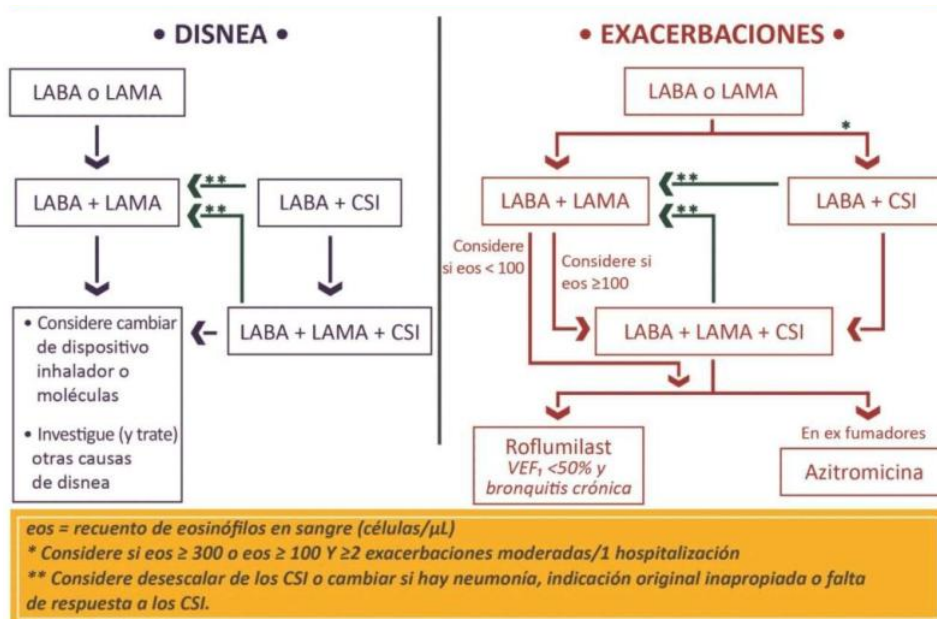 • DISNEA •
LABA o LAMA
LABA + LAMA
**
**
LABA + CSI
LABA + LAMA + CSI
• Considere cambiar
de dispositivo
inhalador o
moléculas
• Investigue (y trate)
otras causas
de disnea
• EXACERBACIONES •
LABA o LAMA
*
LABA + LAMA
**
**
LABA + CSI
Considere
si eos < 100
Considere si
eos ≥100
LABA + LAMA + CSI
Roflumilast
VEF₁ <50% y
bronquitis crónica
En ex fumadores
Azitromicina
eos = recuento de eosinófilos en sangre (células/µL)
* Considere si eos ≥ 300 o eos ≥ 100 Y ≥2 exacerbaciones moderadas/1 hospitalización
** Considere desescalar de los CSI o cambiar si hay neumonía, indicación original inapropiada o falta
de respuesta a los CSI.